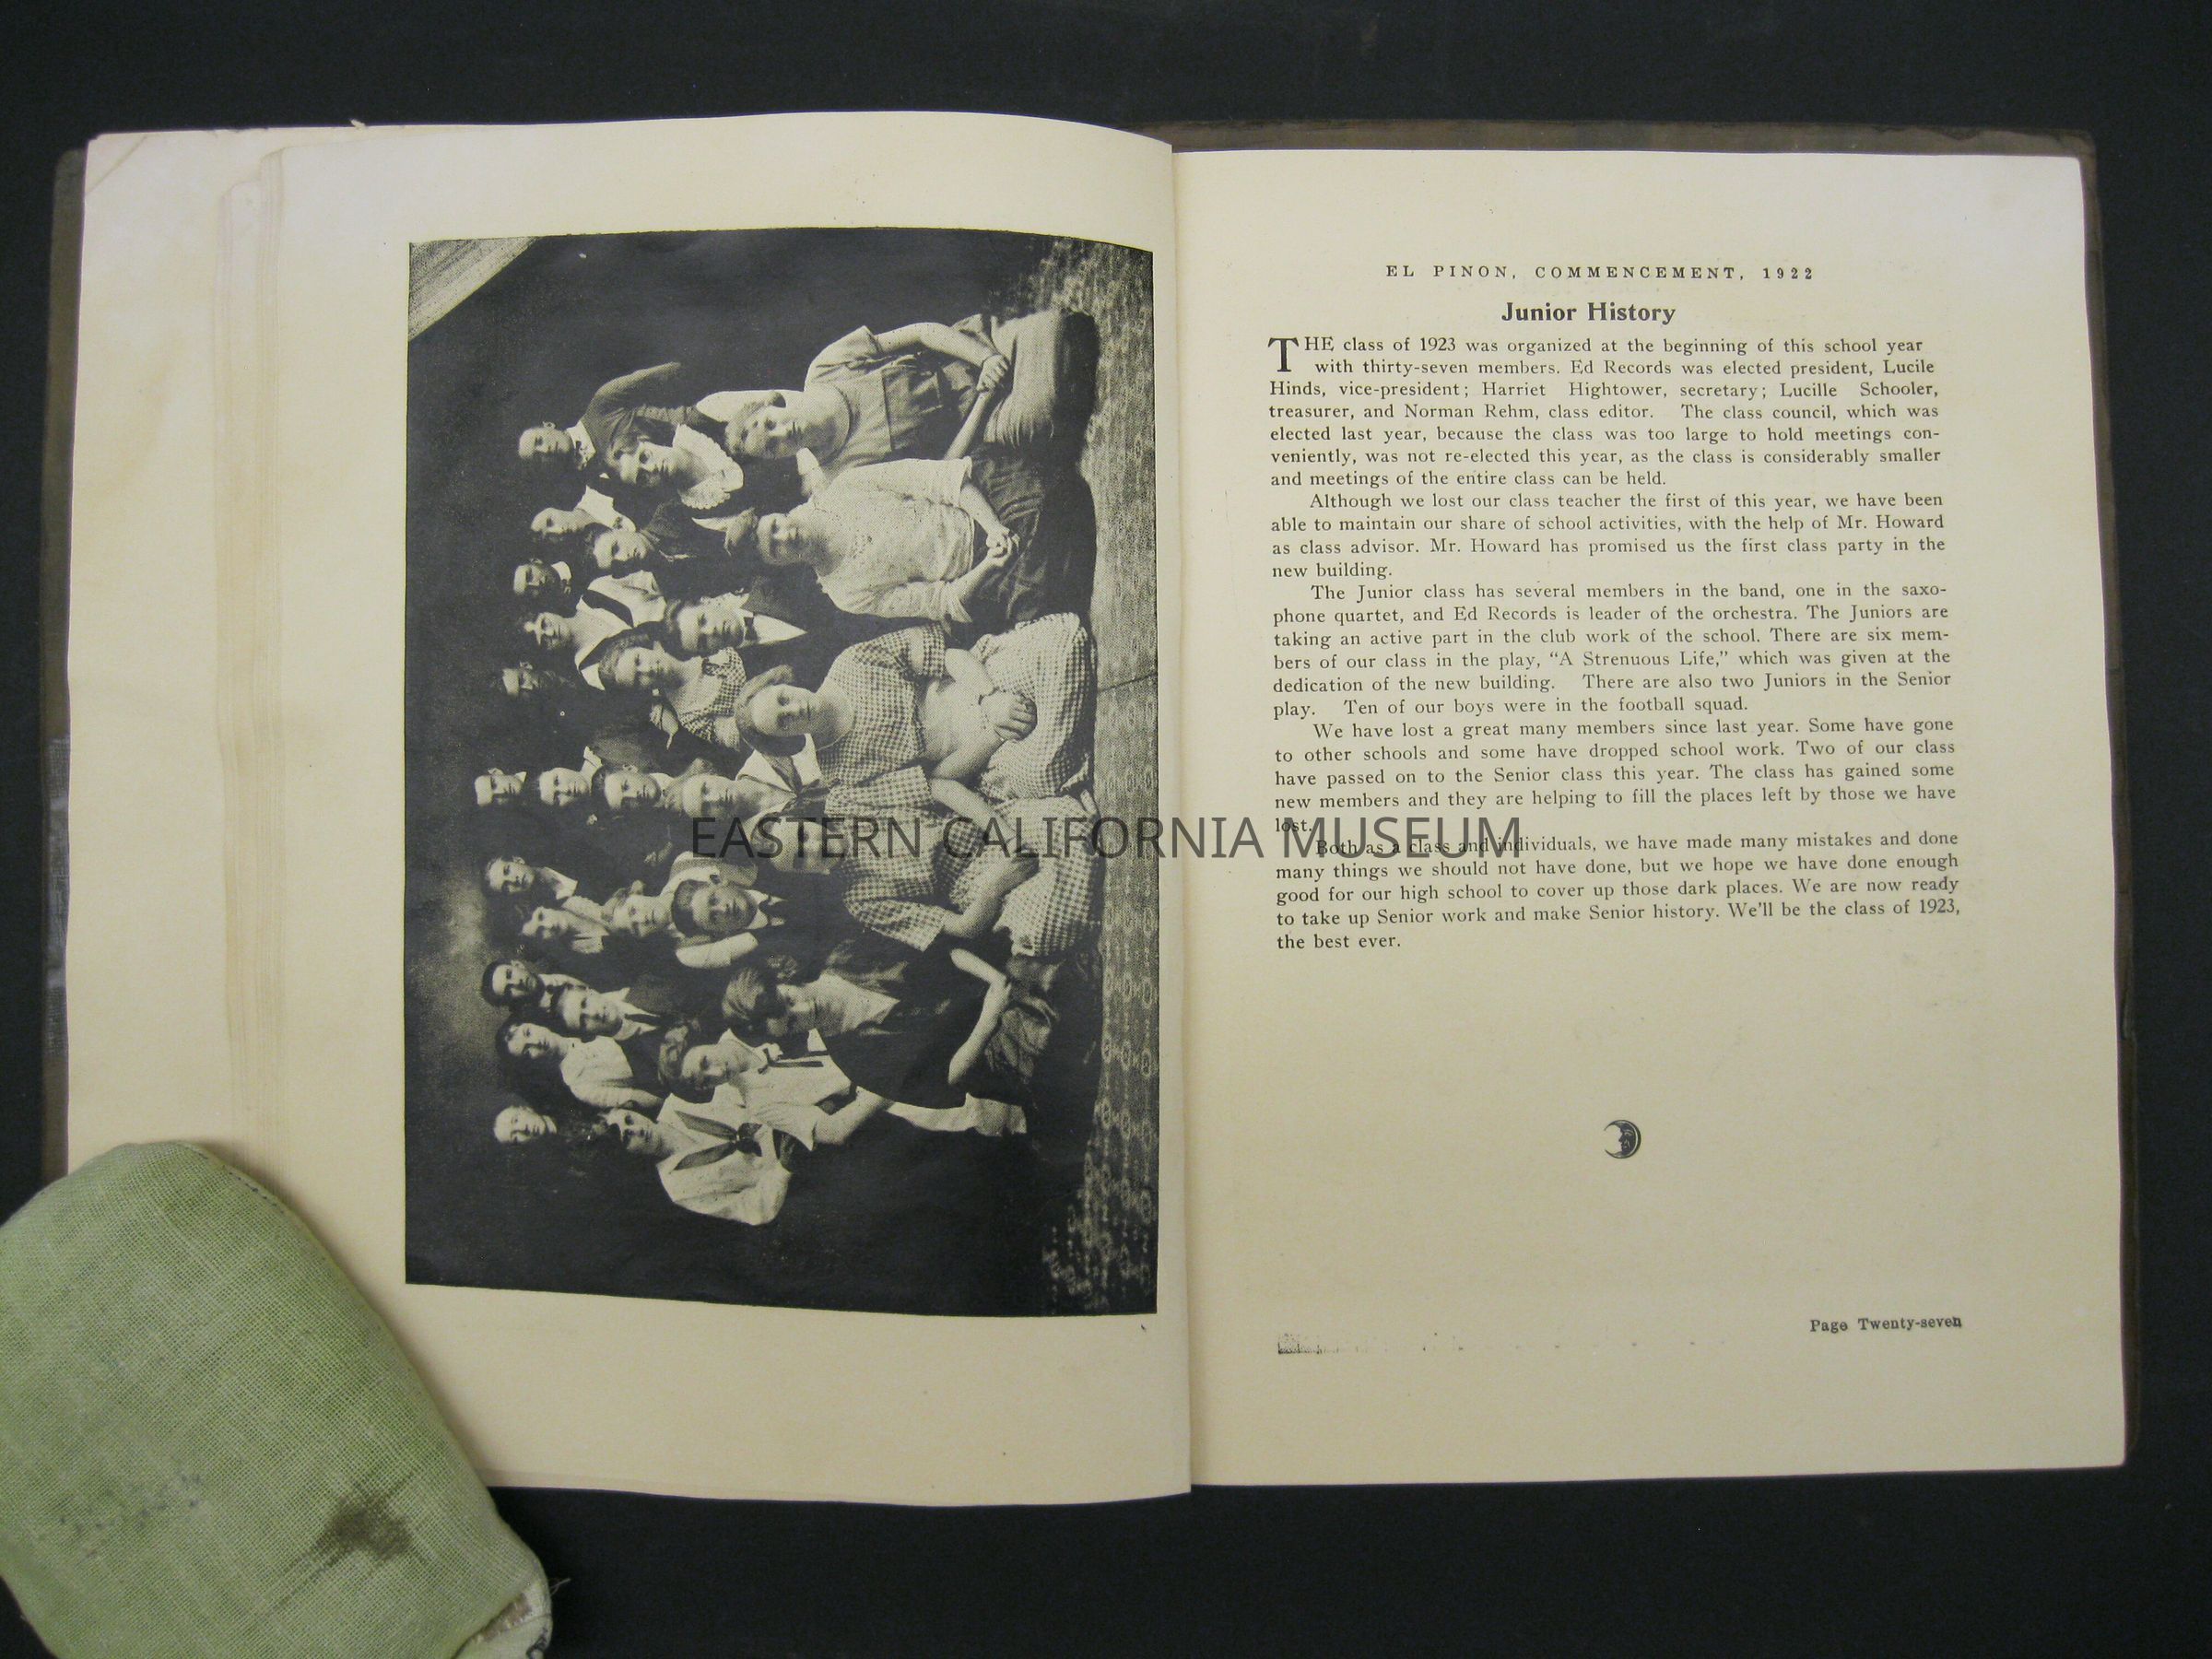 EL PINON, COMMENCEMENT, 1922
Junior History
THE class of 1923 was organized at the beginning of this school year
with thirty-seven members. Ed Records was elected president, Lucile
Hinds, vice-president; Harriet Hightower, secretary; Lucille Schooler,
treasurer, and Norman Rehm, class editor. The class council, which was
elected last year, because the class was too large to hold meetings con-
veniently, was not re-elected this year, as the class is considerably smaller
and meetings of the entire class can be held.
Although we lost our class teacher the first of this year, we have been
able to maintain our share of school activities, with the help of Mr. Howard
as class advisor. Mr. Howard has promised us the first class party in the
new building.
The Junior class has several members in the band, one in the saxo-
phone quartet, and Ed Records is leader of the orchestra. The Juniors are
taking an active part in the club work of the school. There are six mem-
bers of our class in the play, "A Strenuous Life," which was given at the
dedication of the new building. There are also two Juniors in the Senior
play. Ten of our boys were in the football squad.
We have lost a great many members since last year. Some have gone
to other schools and some have dropped school work. Two of our class
have passed on to the Senior class this year. The class has gained some
new members and they are helping to fill the places left by those we have
lost.
EASTERN CALIFORNIA MUSEUM
Both as a class and individuals, we have made many mistakes and done
many things we should not have done, but we hope we have done enough
good for our high school to cover up those dark places. We are now ready
to take up Senior work and make Senior history. We'll be the class of 1923,
the best ever.
Page Twenty-seven